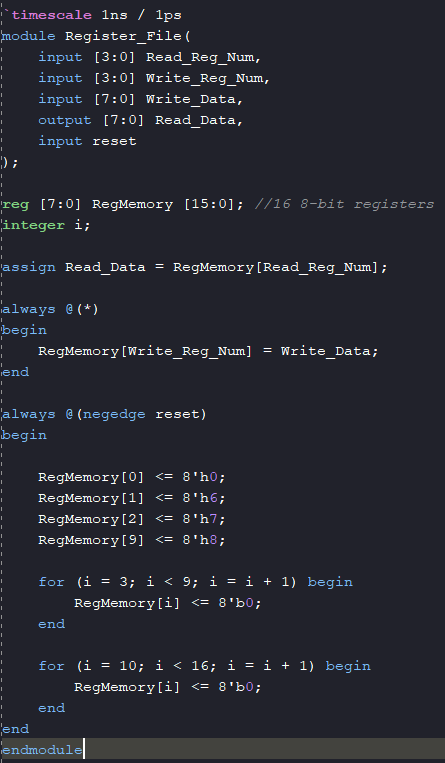 `timescale 1ns / 1ps
module Register_File(
    input [3:0] Read_Reg_Num,
    input [3:0] Write_Reg_Num,
    input [7:0] Write_Data,
    output [7:0] Read_Data,
    input reset
);

reg [7:0] RegMemory [15:0]; //16 8-bit registers
integer i;

assign Read_Data = RegMemory[Read_Reg_Num];

always @(*)
begin
    RegMemory[Write_Reg_Num] = Write_Data;
end

always @(negedge reset)
begin

    RegMemory[0] <= 8'h0;
    RegMemory[1] <= 8'h6;
    RegMemory[2] <= 8'h7;
    RegMemory[9] <= 8'h8;

    for (i = 3; i < 9; i = i + 1) begin
        RegMemory[i] <= 8'b0;
    end

    for (i = 10; i < 16; i = i + 1) begin
        RegMemory[i] <= 8'b0;
    end
end
endmodule